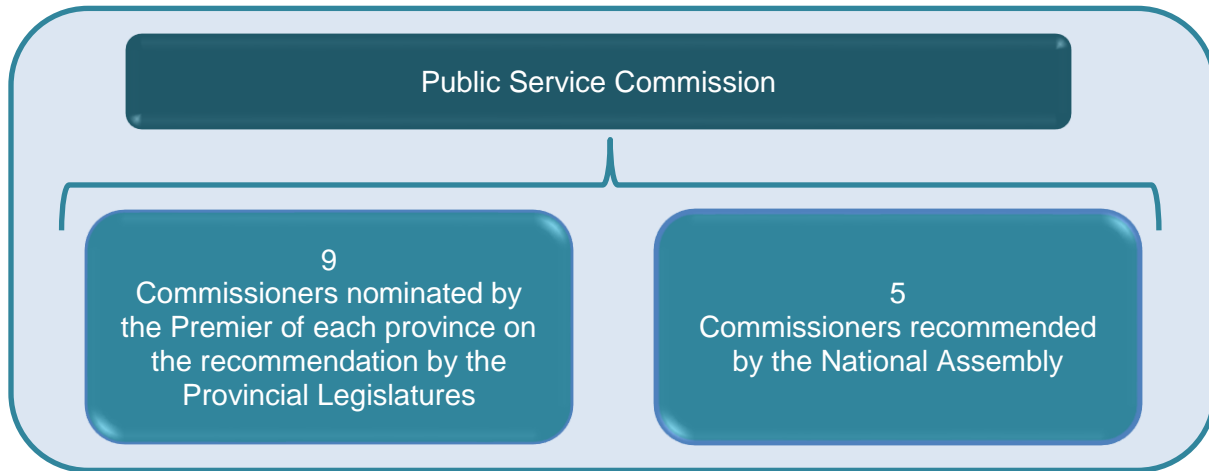 Public Service Commission
9
Commissioners nominated by
the Premier of each province on
the recommendation by the
Provincial Legislatures
5
Commissioners recommended
by the National Assembly